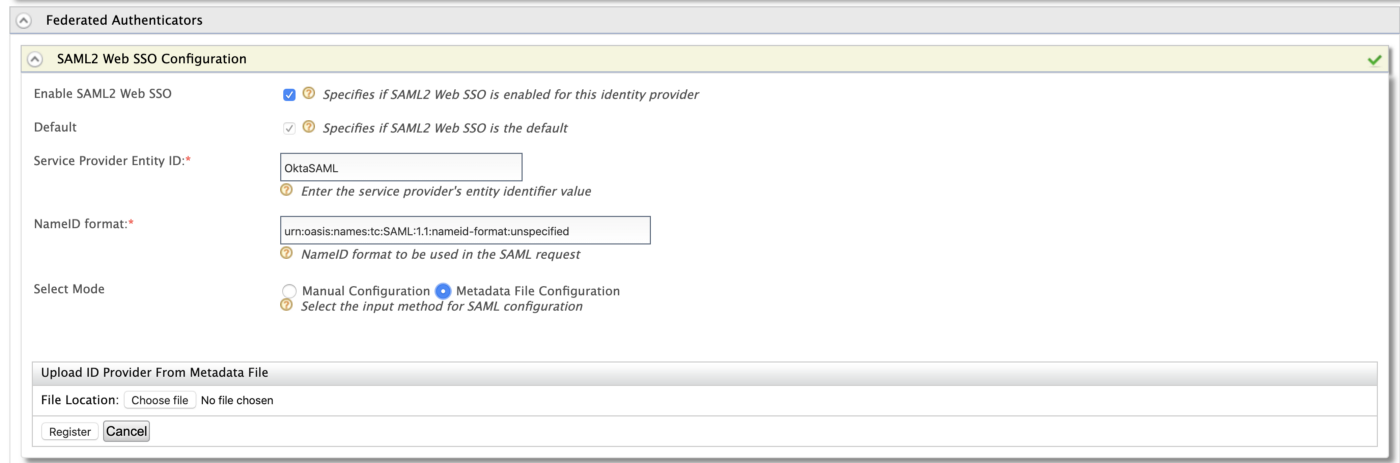 Federated Authenticators
SAML2 Web SSO Configuration
Enable SAML2 Web SSO
? Specifies if SAML2 Web SSO is enabled for this identity provider
Default
? Specifies if SAML2 Web SSO is the default
Service Provider Entity ID:*
OktaSAML
? Enter the service provider's entity identifier value
NameID format:*
urn:oasis:names:tc:SAML:1.1:nameid-format:unspecified
? NameID format to be used in the SAML request
Select Mode
Manual Configuration Metadata File Configuration
? Select the input method for SAML configuration
Upload ID Provider From Metadata File
File Location: Choose file No file chosen
Register Cancel